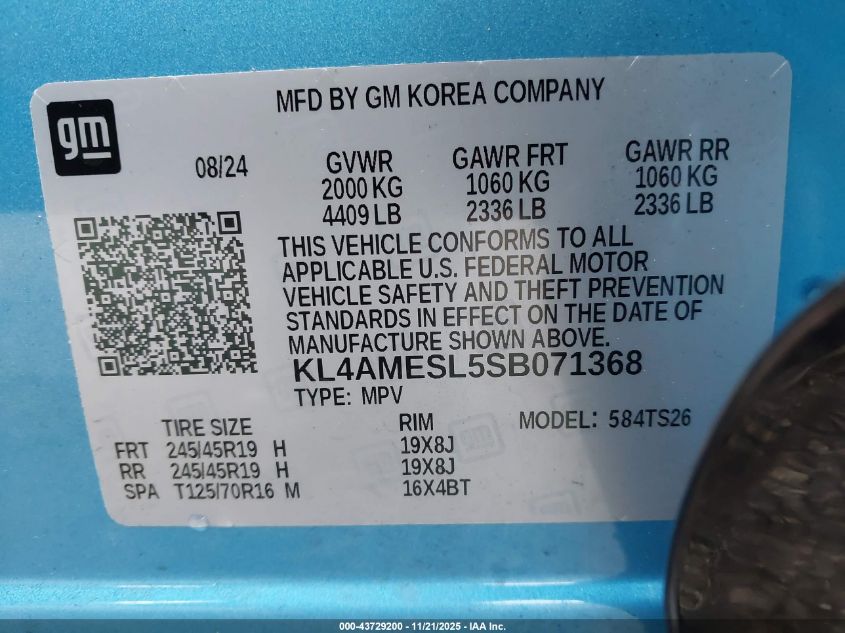 MFD BY GM KOREA COMPANY
gm
08/24
GVWR GAWR FRT GAWR RR
2000 KG 1060 KG 1060 KG
4409 LB 2336 LB 2336 LB
THIS VEHICLE CONFORMS TO ALL
APPLICABLE U.S. FEDERAL MOTOR
VEHICLE SAFETY AND THEFT PREVENTION
STANDARDS IN EFFECT ON THE DATE OF
MANUFACTURE SHOWN ABOVE.
KL4AMESL5SB071368
TYPE: MPV
TIRE SIZE RIM MODEL: 584TS26
FRT 245/45R19 H 19X8J
RR 245/45R19 H 19X8J
SPA T125/70R16 M 16X4BT
000-43729200 - 11/21/2025 - IAA Inc.